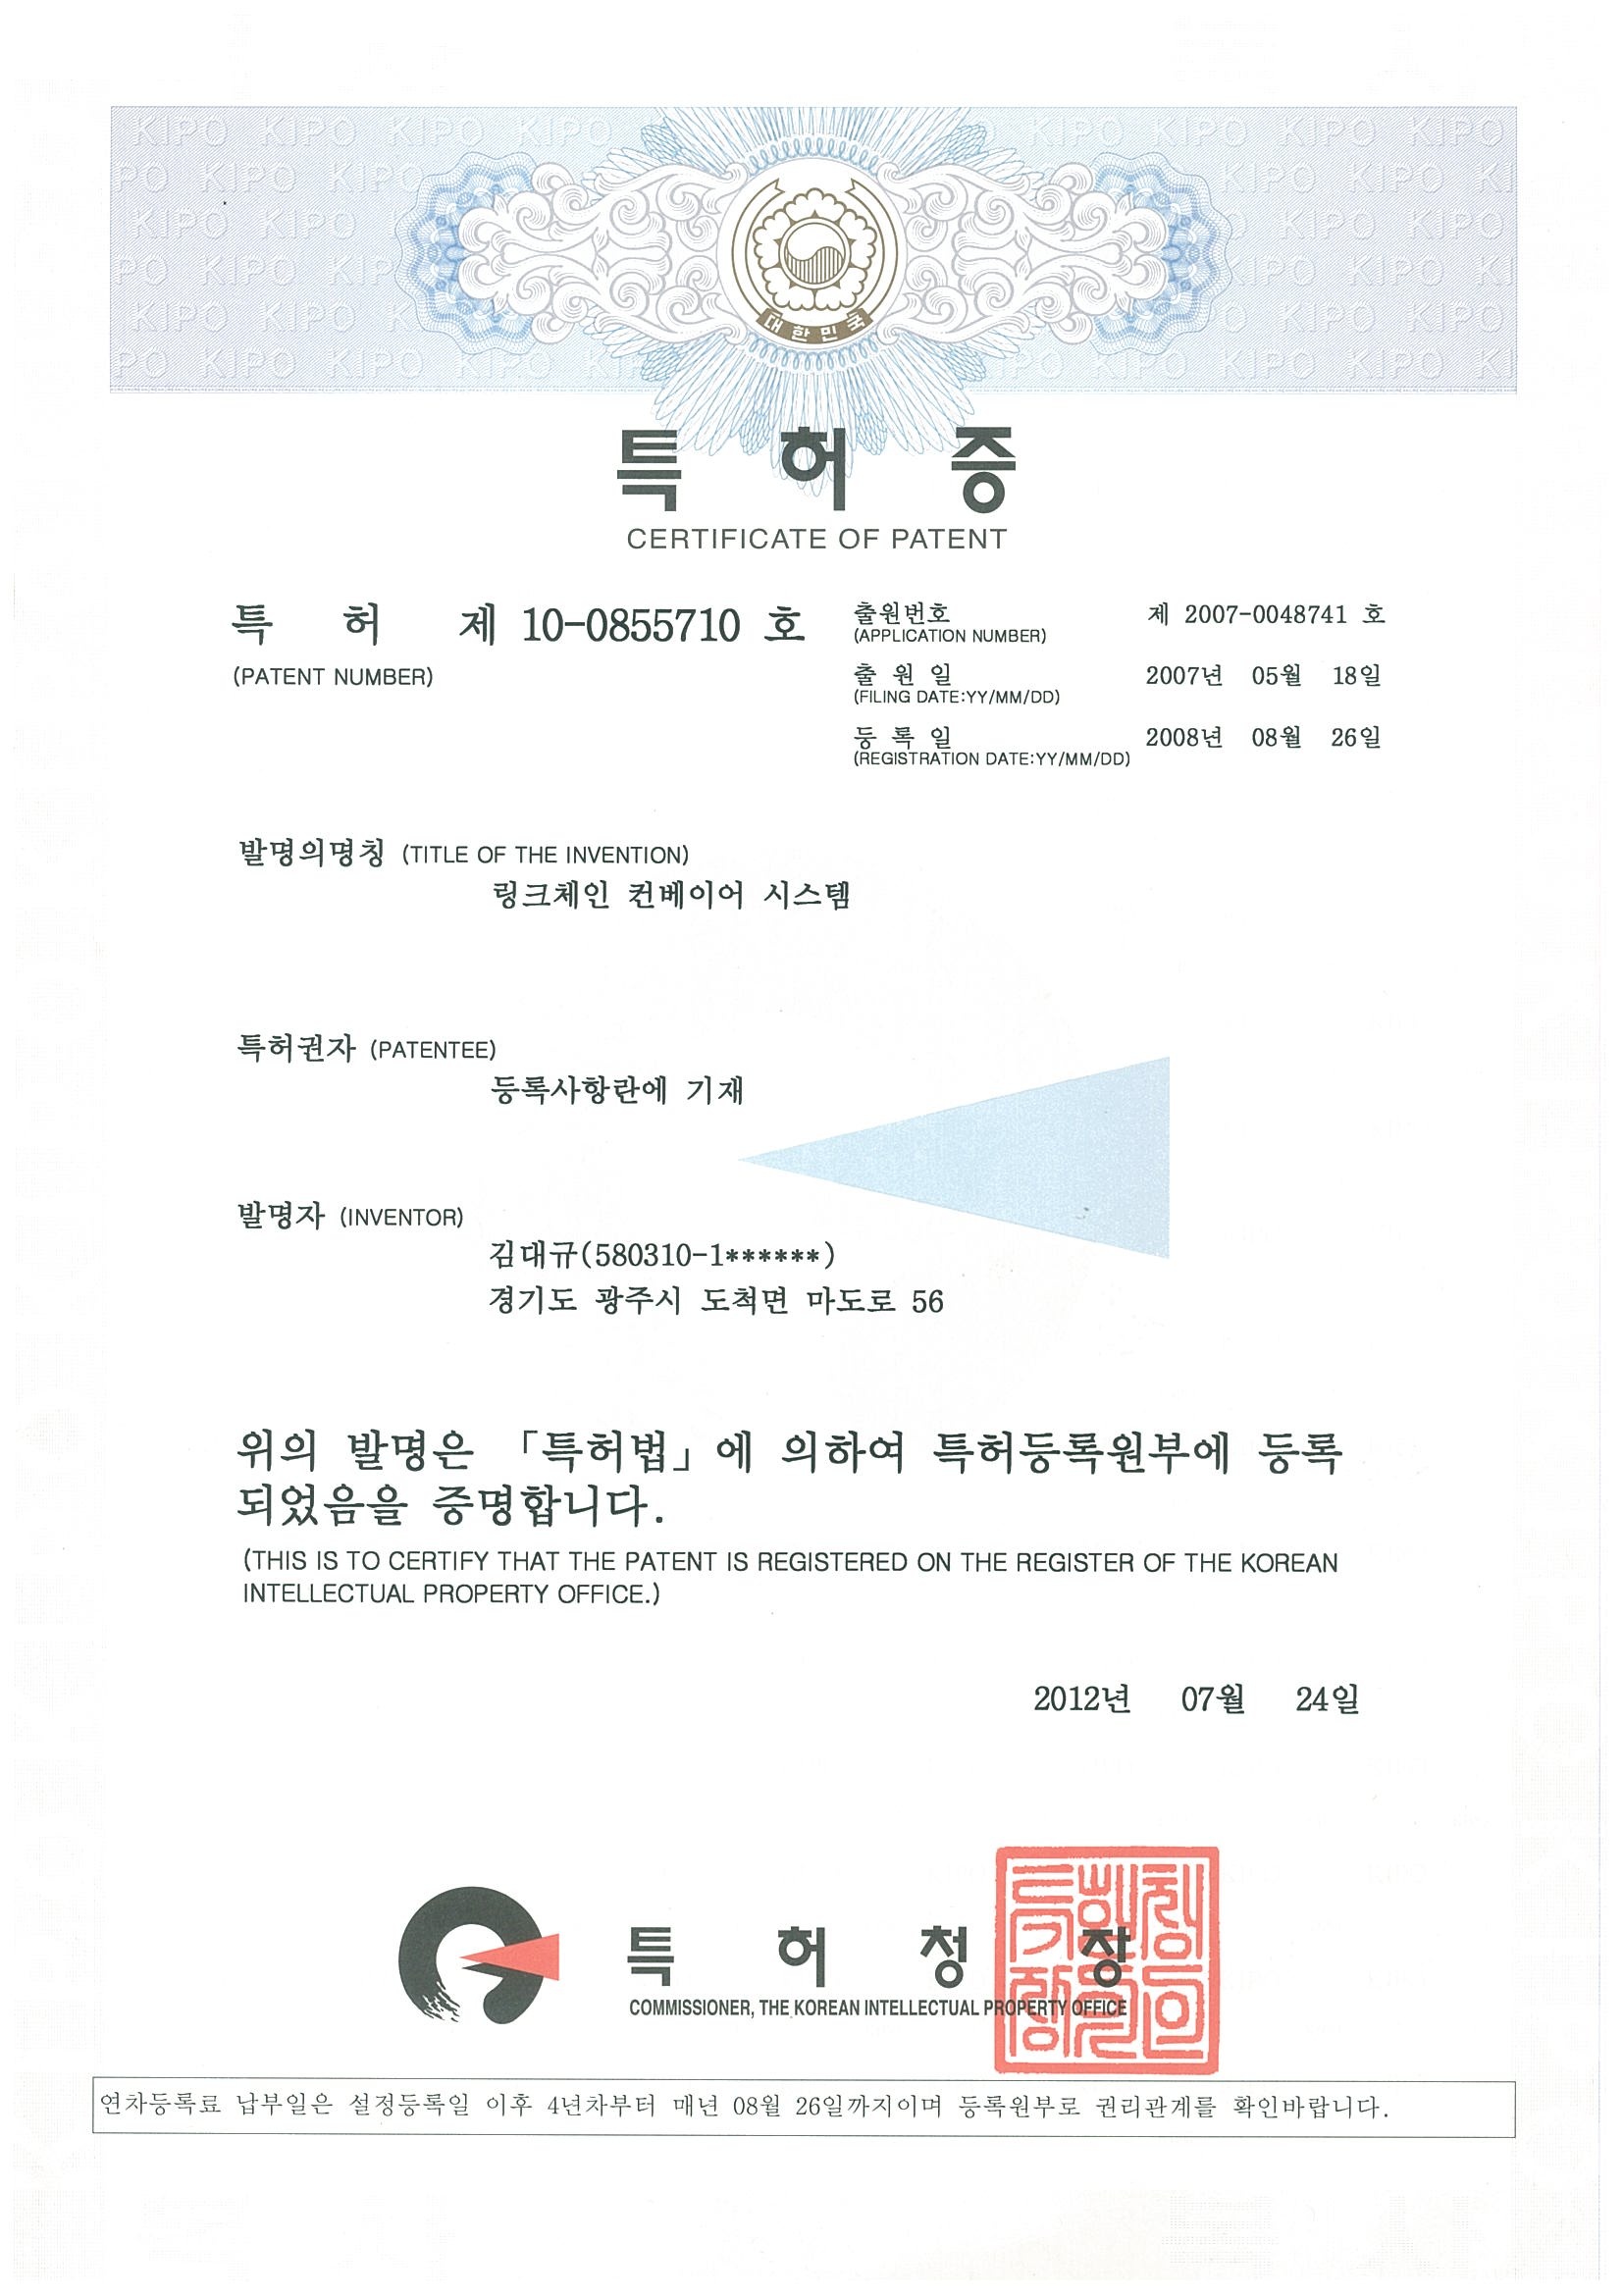 KIPO KIPO KIPO KIPO KIPO KIPO KIPO KIPO
대한민국
특 허 증
CERTIFICATE OF PATENT
특 허 제 10-0855710 호
(PATENT NUMBER)
출원번호 제 2007-0048741 호
(APPLICATION NUMBER)
출 원 일 2007년 05월 18일
(FILING DATE:YY/MM/DD)
등 록 일 2008년 08월 26일
(REGISTRATION DATE:YY/MM/DD)
발명의명칭 (TITLE OF THE INVENTION)
링크체인 컨베이어 시스템
특허권자 (PATENTEE)
등록사항란에 기재
발명자 (INVENTOR)
김대규(580310-1******)
경기도 광주시 도척면 마도로 56
위의 발명은 「특허법」에 의하여 특허등록원부에 등록
되었음을 증명합니다.
(THIS IS TO CERTIFY THAT THE PATENT IS REGISTERED ON THE REGISTER OF THE KOREAN
INTELLECTUAL PROPERTY OFFICE.)
2012년 07월 24일
특 허 청 장
COMMISSIONER, THE KOREAN INTELLECTUAL PROPERTY OFFICE
연차등록료 납부일은 설정등록일 이후 4년차부터 매년 08월 26일까지이며 등록원부로 권리관계를 확인바랍니다.